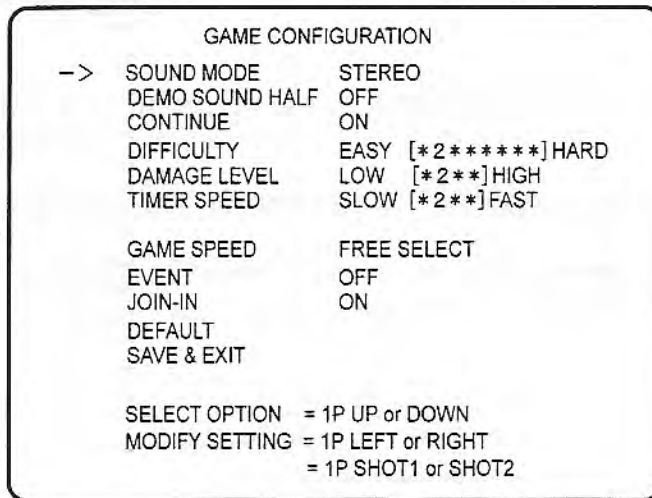 GAME CONFIGURATION
-> SOUND MODE STEREO
DEMO SOUND HALF OFF
CONTINUE ON
DIFFICULTY EASY [*2******]HARD
DAMAGE LEVEL LOW [*2**]HIGH
TIMER SPEED SLOW [*2**]FAST
GAME SPEED FREE SELECT
EVENT OFF
JOIN-IN ON
DEFAULT
SAVE & EXIT
SELECT OPTION = 1P UP or DOWN
MODIFY SETTING = 1P LEFT or RIGHT
= 1P SHOT1 or SHOT2